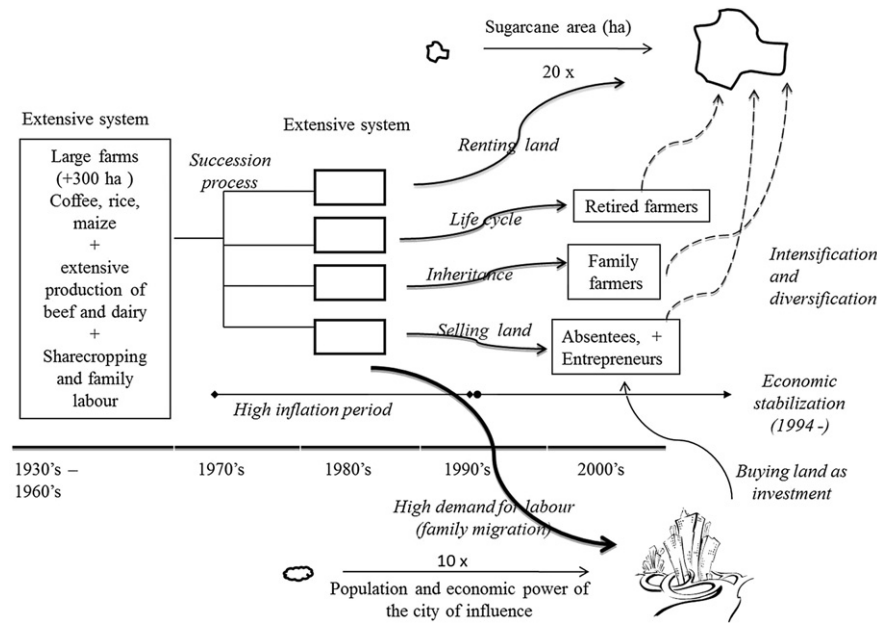 Sugarcane area (ha)
20 x
Extensive system
Large farms
(+300 ha )
Coffee, rice,
maize
+
extensive
production of
beef and dairy
+
Sharecropping
and family
labour
Succession
process
Extensive system
Renting land
Life cycle
Inheritance
Selling land
Retired farmers
Family
farmers
Absentees, +
Entrepreneurs
Intensification
and
diversification
High inflation period
Economic
stabilization
(1994 -)
1930’s –
1960’s
1970’s
1980’s
1990’s
2000’s
Buying land as
investment
High demand for labour
(family migration)
10 x
Population and economic power of
the city of influence